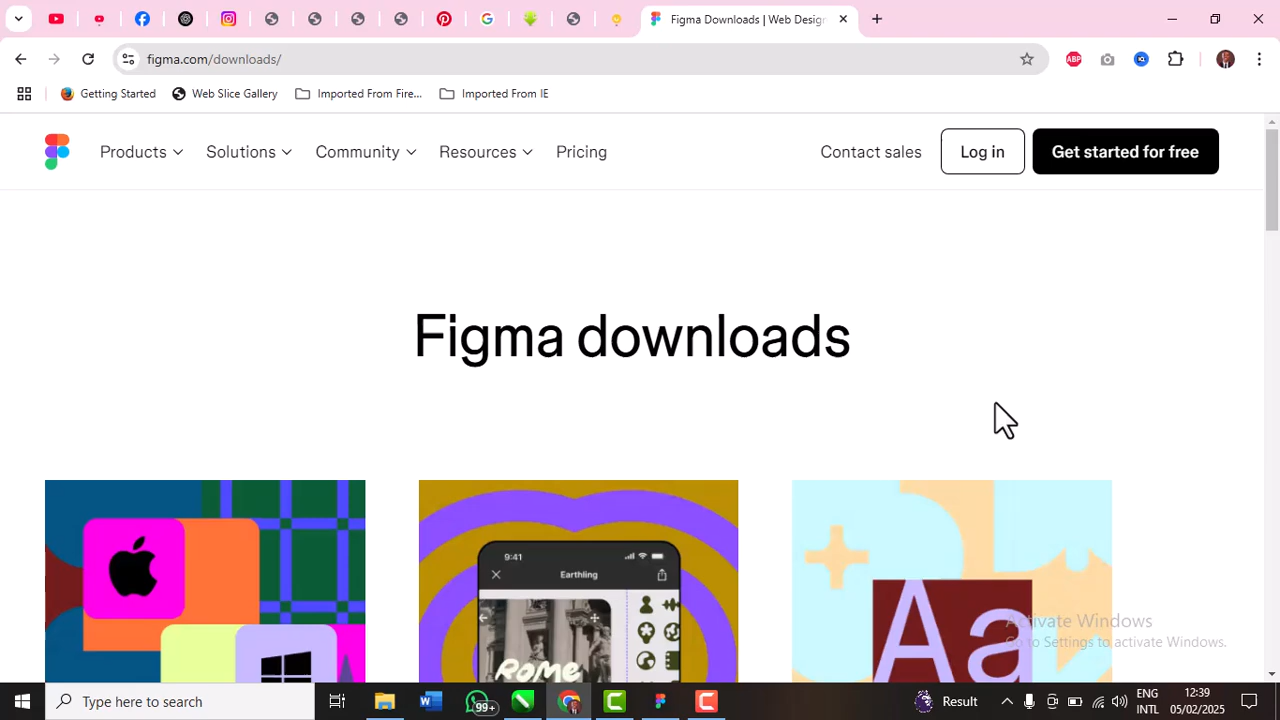 Figma Downloads | Web Design
figma.com/downloads/
ABP
Getting Started
Web Slice Gallery
Imported From Fire...
Imported From IE
Products
Solutions
Community
Resources
Pricing
Contact sales
Log in
Get started for free
Figma downloads
9:41
Earthling
ROME
Aa
Activate Windows
Go to Settings to activate Windows.
Type here to search
99+
Result
ENG
INTL
12:39
05/02/2025